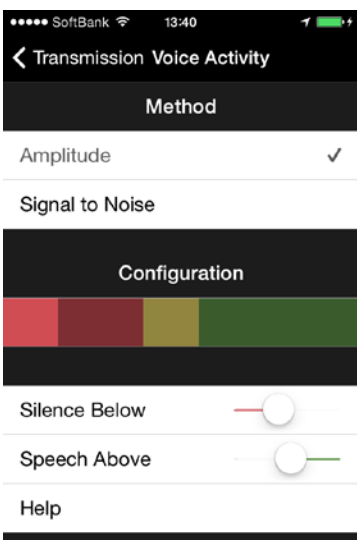 SoftBank 13:40
Transmission Voice Activity
Method
Amplitude
Signal to Noise
Configuration
Silence Below
Speech Above
Help